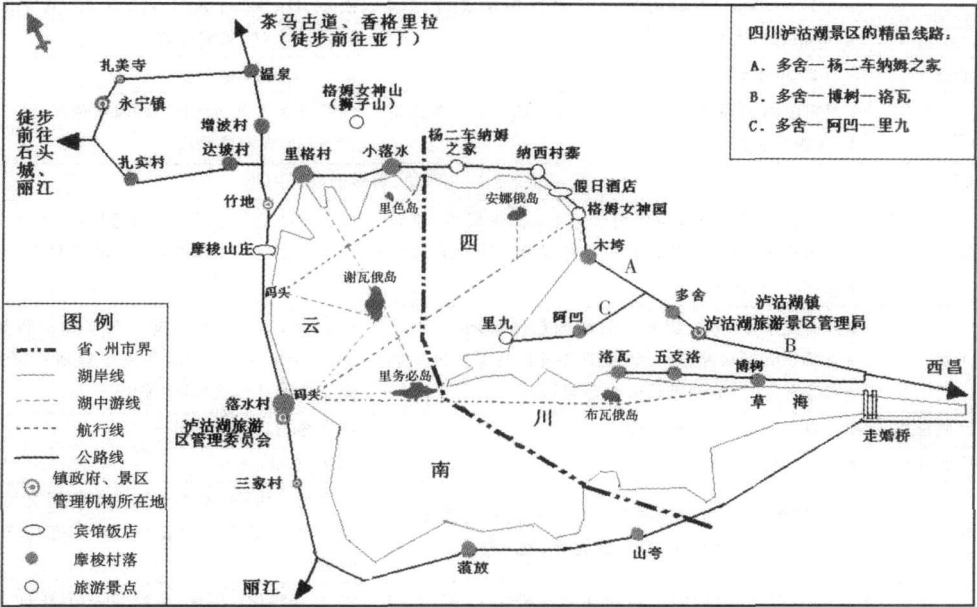 茶马古道、香格里拉
（徒步前往亚丁）
四川泸沽湖景区的精品线路：
A．多舍一杨二车纳姆之家
B．多舍一博树一洛瓦
C．多舍一阿凹一里九
扎美寺
温泉
永宁镇
格姆女神山
（狮子山）
徒步
前往
石头
城、
丽江
增波村
达坡村
扎实村
里格村
小落水
杨二车纳姆
之家
纳西村寨
假日酒店
格姆女神园
竹地
里色岛
安娜俄岛
四
木垮
摩梭山庄
码头
谢瓦俄岛
云
A
C
多舍
泸沽湖镇
泸沽湖旅游景区管理局
里九
阿凹
B
西昌
洛瓦
五支洛
博树
里务必岛
码头
落水村
泸沽湖旅游
区管理委员会
川
布瓦俄岛
草海
走婚桥
南
三家村
山夸
蒗放
丽江
图例
省、州市界
湖岸线
湖中游线
航行线
公路线
镇政府、景区
管理机构所在地
宾馆饭店
摩梭村落
旅游景点